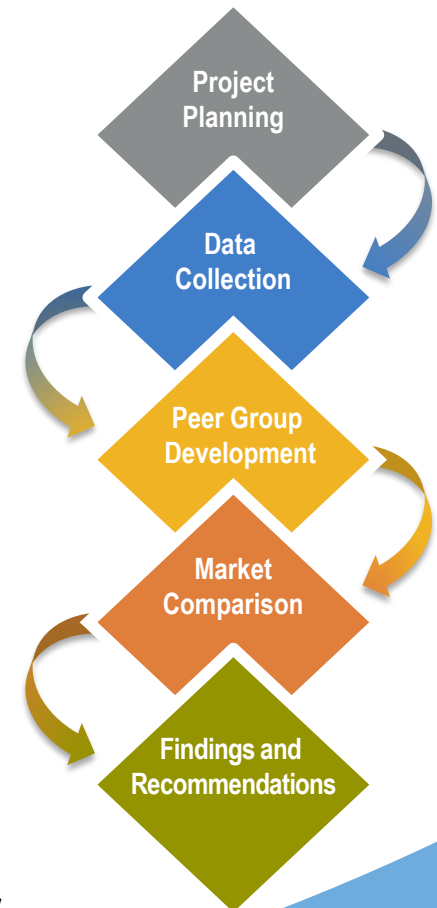 Project
Planning
Data
Collection
Peer Group
Development
Market
Comparison
Findings and
Recommendations